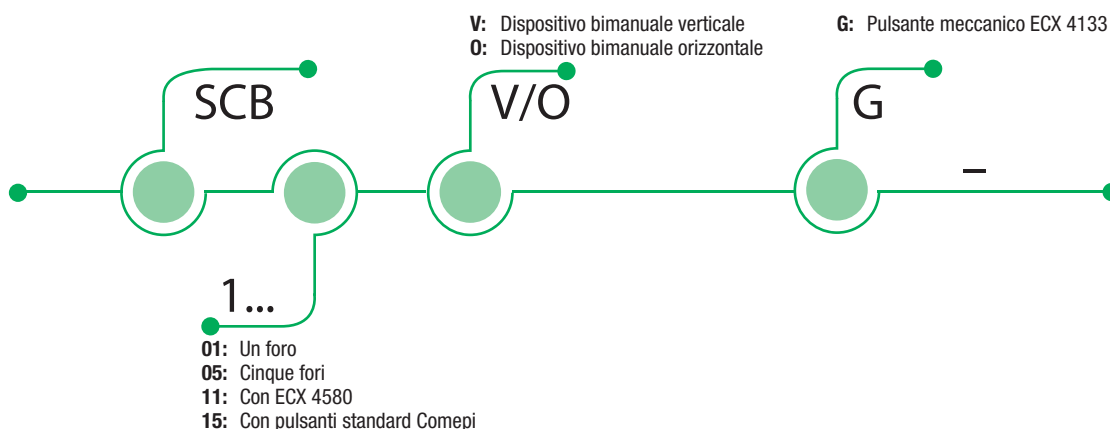 V: Dispositivo bimanuale verticale
O: Dispositivo bimanuale orizzontale
G: Pulsante meccanico ECX 4133
SCB
V/O
G
–
1...
01: Un foro
05: Cinque fori
11: Con ECX 4580
15: Con pulsanti standard Comepi